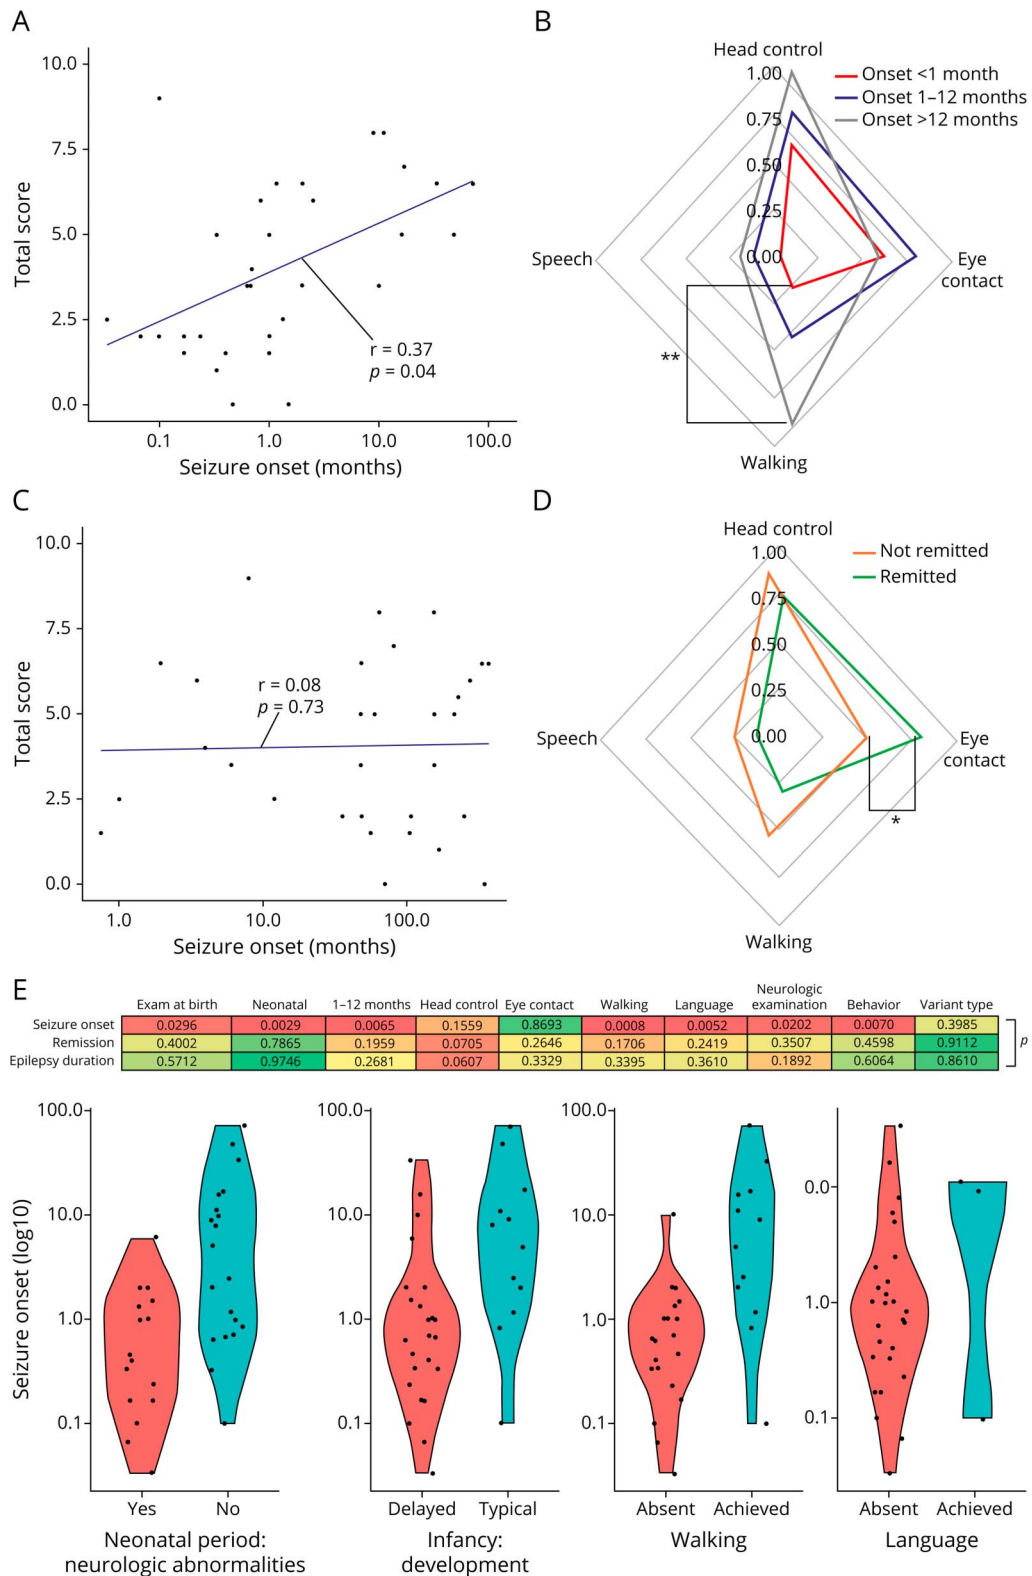 A
10.0
7.5
5.0
2.5
0.0
Total score
r = 0.37
p = 0.04
0.1
1.0
10.0
100.0
Seizure onset (months)
B
Head control
1.00
0.75
0.50
0.25
0.00
Onset <1 month
Onset 1–12 months
Onset >12 months
Speech
Eye
contact
**
Walking
C
10.0
7.5
5.0
2.5
0.0
Total score
r = 0.08
p = 0.73
1.0
10.0
100.0
Seizure onset (months)
D
Head control
1.00
0.75
0.50
0.25
0.00
Not remitted
Remitted
Speech
Eye
contact
*
Walking
E
Exam at birth Neonatal 1–12 months Head control Eye contact Walking Language Neurologic examination Behavior Variant type
Seizure onset 0.0296 0.0029 0.0065 0.1559 0.8693 0.0008 0.0052 0.0202 0.0070 0.3985
Remission 0.4002 0.7865 0.1959 0.0705 0.2646 0.1706 0.2419 0.3507 0.4598 0.9112
Epilepsy duration 0.5712 0.9746 0.2681 0.0607 0.3329 0.3395 0.3610 0.1892 0.6064 0.8610
p
Seizure onset (log10)
100.0
10.0
1.0
0.1
Yes No
Neonatal period:
neurologic abnormalities
100.0
10.0
1.0
0.1
Delayed Typical
Infancy:
development
100.0
10.0
1.0
0.1
Absent Achieved
Walking
0.0
1.0
0.1
Absent Achieved
Language